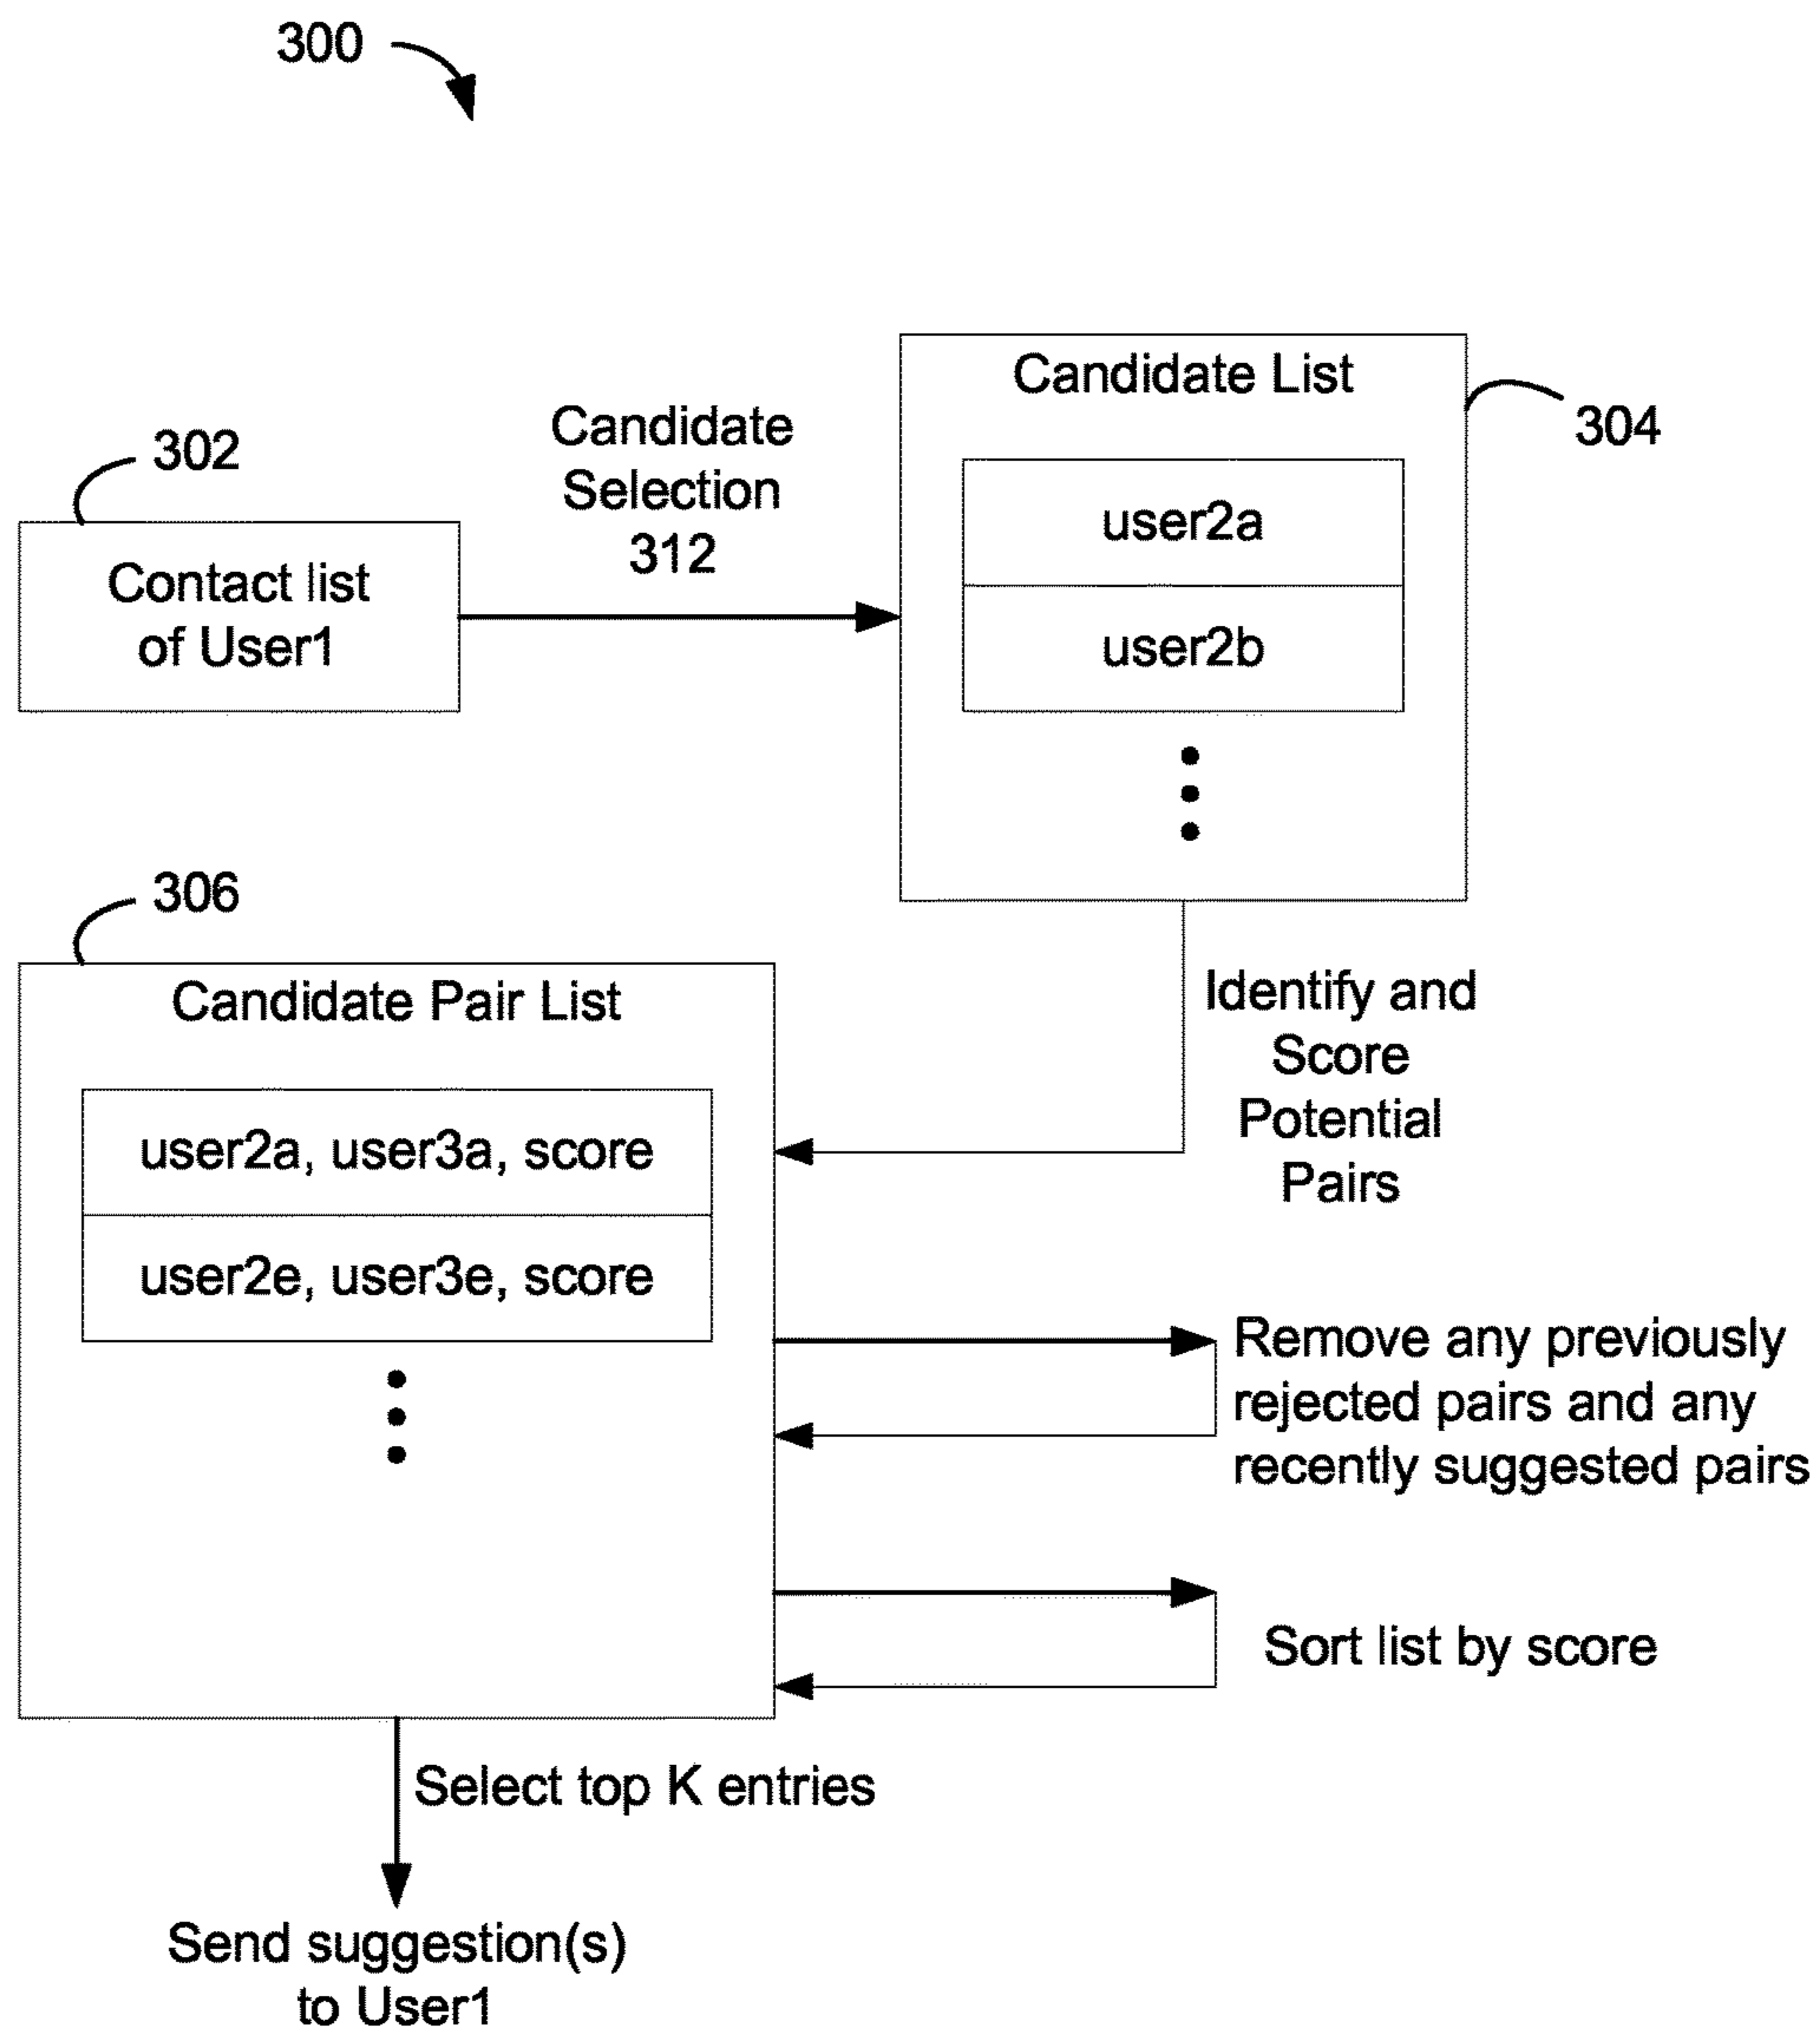 300
Candidate List
304
Candidate
Selection
312
302
Contact list
of User1
user2a
user2b
306
Candidate Pair List
Identify and
Score
Potential
Pairs
user2a, user3a, score
user2e, user3e, score
Remove any previously
rejected pairs and any
recently suggested pairs
Sort list by score
Select top K entries
Send suggestion(s)
to User1